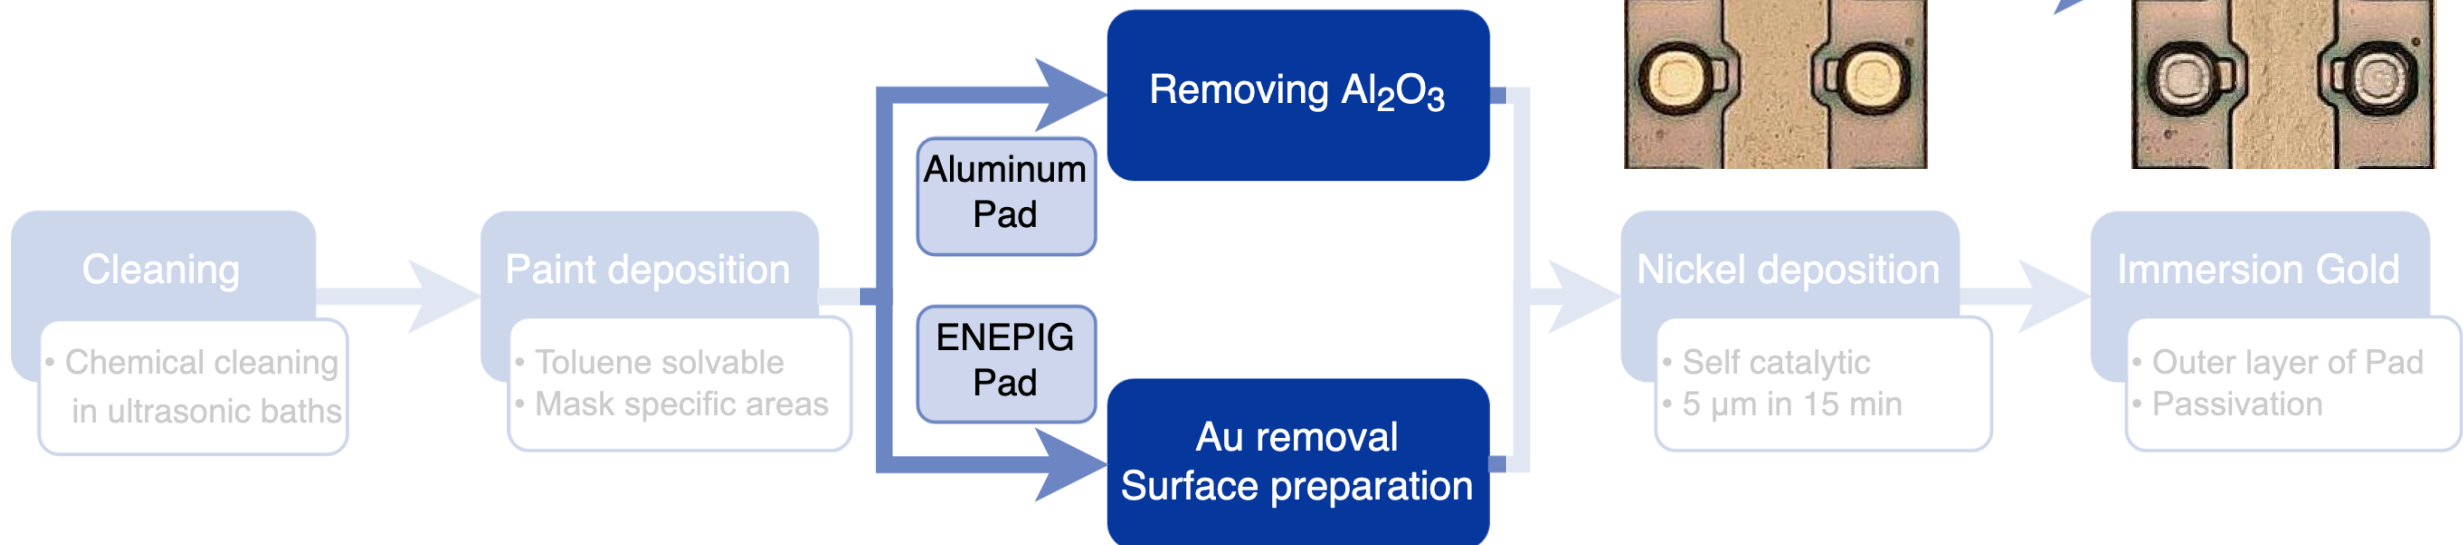 Removing Al₂O₃
Aluminum
Pad
Cleaning
• Chemical cleaning
in ultrasonic baths
Paint deposition
• Toluene solvable
• Mask specific areas
ENEPIG
Pad
Au removal
Surface preparation
Nickel deposition
• Self catalytic
• 5 µm in 15 min
Immersion Gold
• Outer layer of Pad
• Passivation